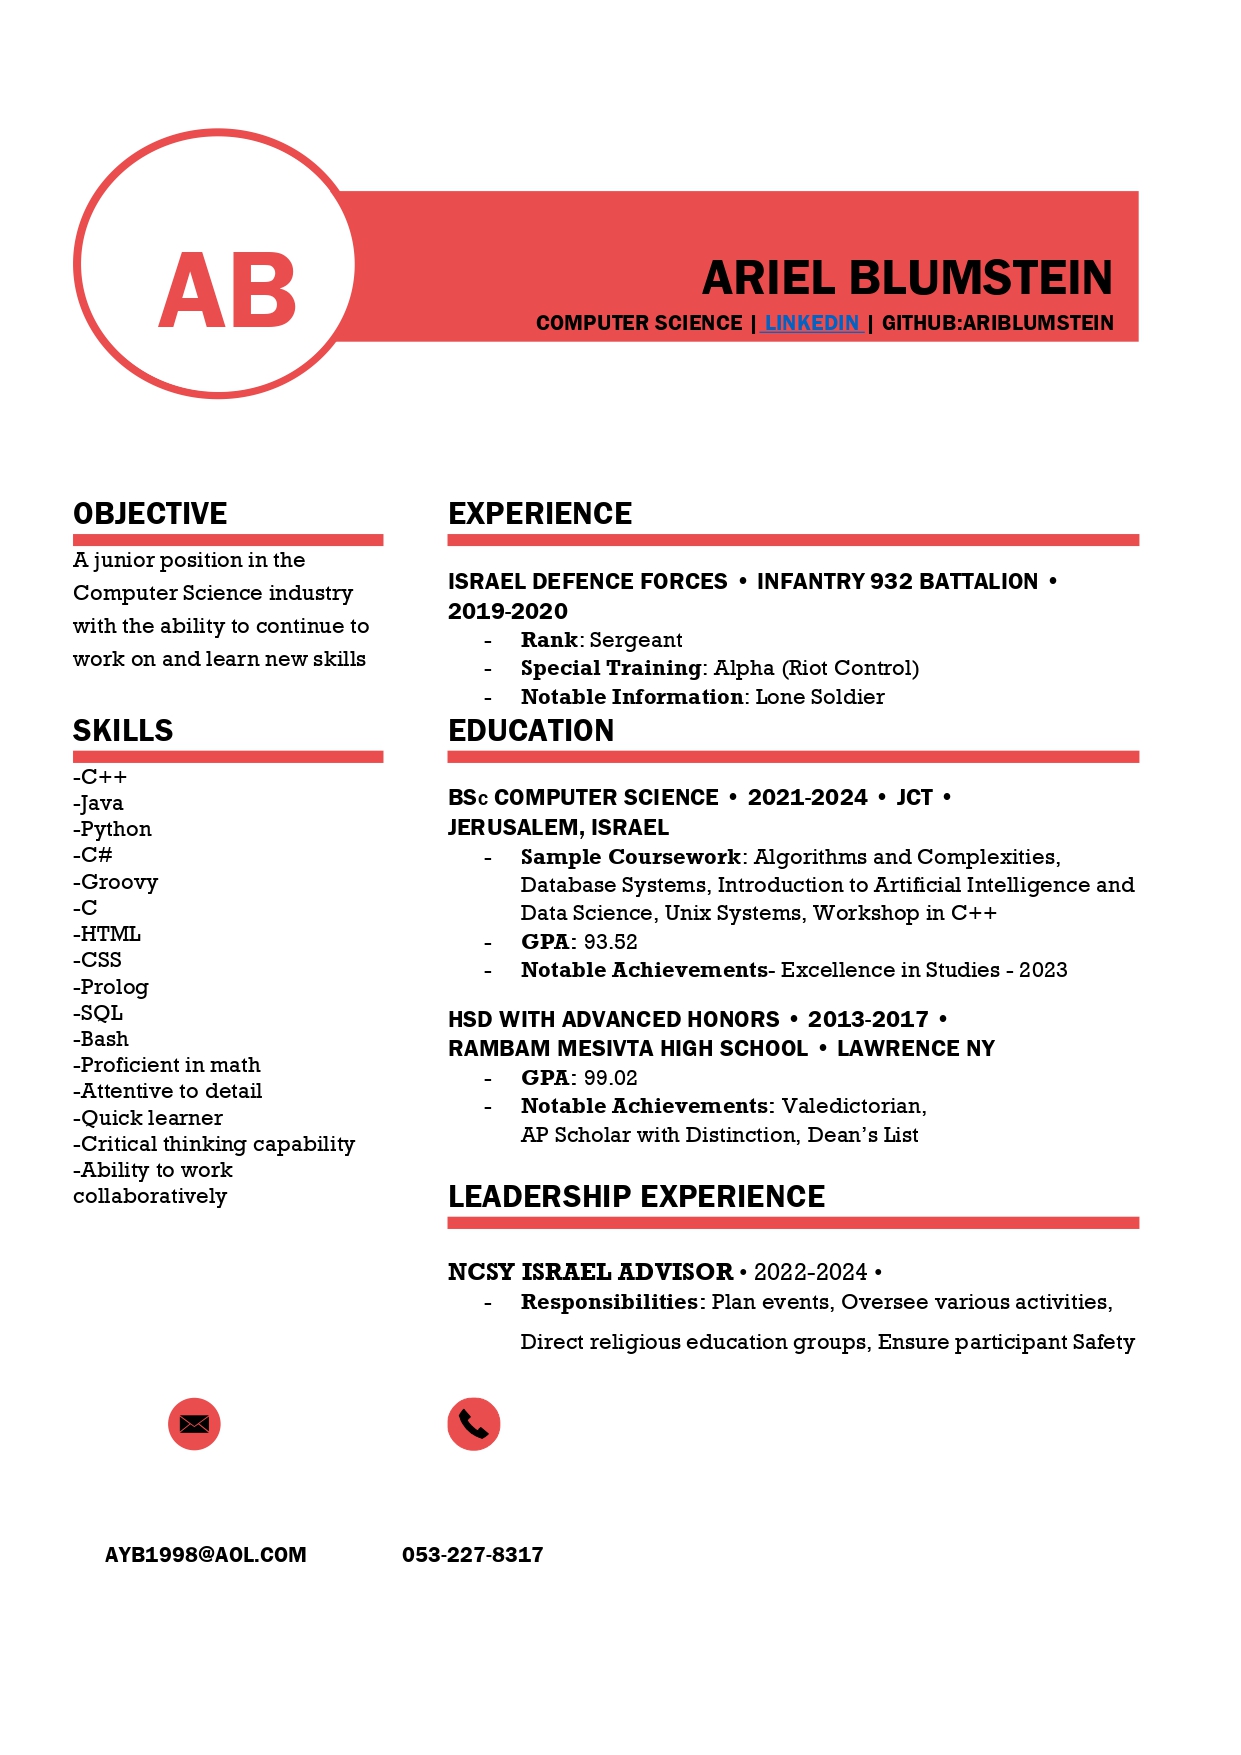 AB
ARIEL BLUMSTEIN
COMPUTER SCIENCE | LINKEDIN | GITHUB:ARIBLUMSTEIN
OBJECTIVE
A junior position in the
Computer Science industry
with the ability to continue to
work on and learn new skills
SKILLS
-C++
-Java
-Python
-C#
-Groovy
-C
-HTML
-CSS
-Prolog
-SQL
-Bash
-Proficient in math
-Attentive to detail
-Quick learner
-Critical thinking capability
-Ability to work
collaboratively
EXPERIENCE
ISRAEL DEFENCE FORCES • INFANTRY 932 BATTALION •
2019-2020
- Rank: Sergeant
- Special Training: Alpha (Riot Control)
- Notable Information: Lone Soldier
EDUCATION
BSc COMPUTER SCIENCE • 2021-2024 • JCT •
JERUSALEM, ISRAEL
- Sample Coursework: Algorithms and Complexities,
Database Systems, Introduction to Artificial Intelligence and
Data Science, Unix Systems, Workshop in C++
- GPA: 93.52
- Notable Achievements- Excellence in Studies - 2023
HSD WITH ADVANCED HONORS • 2013-2017 •
RAMBAM MESIVTA HIGH SCHOOL • LAWRENCE NY
- GPA: 99.02
- Notable Achievements: Valedictorian,
AP Scholar with Distinction, Dean’s List
LEADERSHIP EXPERIENCE
NCSY ISRAEL ADVISOR • 2022-2024 •
- Responsibilities: Plan events, Oversee various activities,
Direct religious education groups, Ensure participant Safety
AYB1998@AOL.COM
053-227-8317